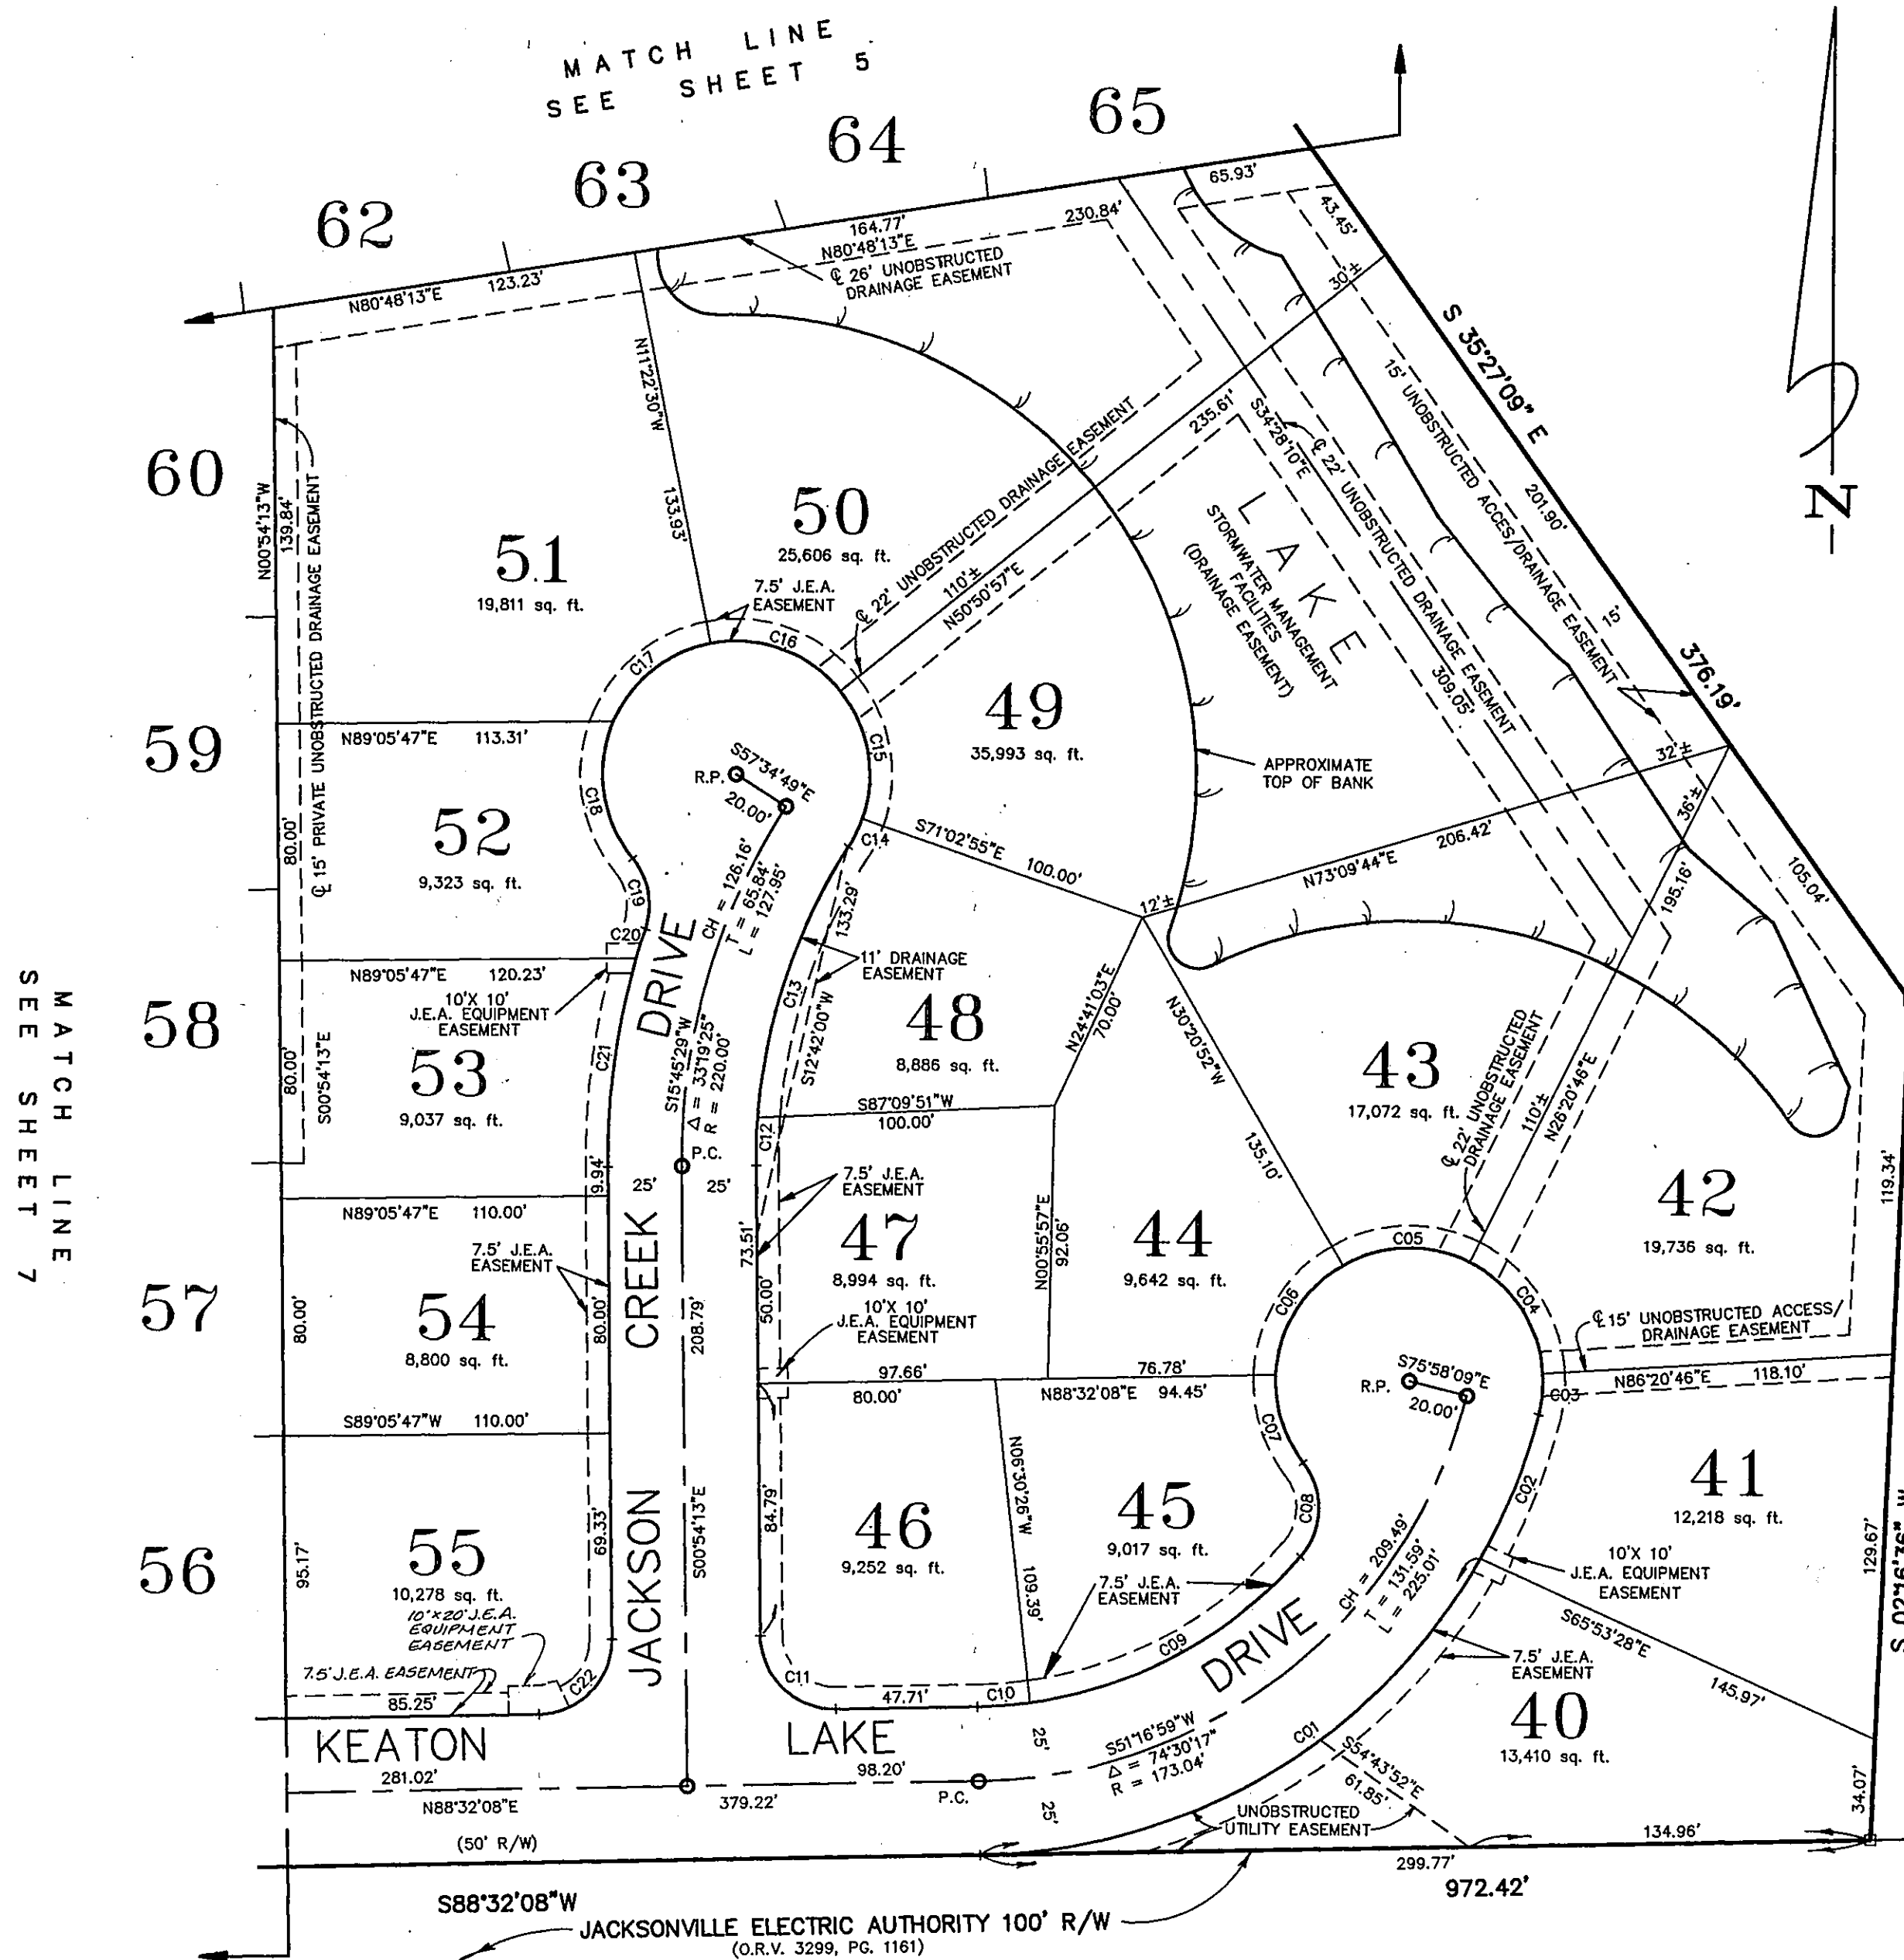 MATCH LINE
SEE SHEET 5
62
63
64
65
N80°48'13"E 123.23'
164.77'
N80°48'13"E
230.84'
65.93'
43.45'
℄ 26' UNOBSTRUCTED
DRAINAGE EASEMENT
30'±
S 35°27'09" E
376.19'
N
60
N00°54'13"W
139.84'
℄ 15' PRIVATE UNOBSTRUCTED DRAINAGE EASEMENT
N11°22'30"W
133.93'
51
19,811 sq. ft.
50
25,606 sq. ft.
7.5' J.E.A.
EASEMENT
℄ 22' UNOBSTRUCTED DRAINAGE EASEMENT
110'±
N50°50'57"E
235.61'
S34°28'10"E
℄ 22' UNOBSTRUCTED DRAINAGE EASEMENT
309.05'
LAKE
STORMWATER MANAGEMENT
FACILITIES
(DRAINAGE EASEMENT)
15' UNOBSTRUCTED ACCES/DRAINAGE EASEMENT
201.90'
15'
C17
C16
59
N89°05'47"E 113.31'
49
35,993 sq. ft.
C15
S57°34'49"E
R.P.
20.00'
APPROXIMATE
TOP OF BANK
32'±
36'±
C18
52
9,323 sq. ft.
80.00'
C14
S71°02'55"E 100.00'
12'±
N73°09'44"E 206.42'
195.16'
105.04'
C19
C20
CH = 126.16'
T = 65.84'
L = 127.95'
133.29'
11' DRAINAGE
EASEMENT
N89°05'47"E 120.23'
10'X 10'
J.E.A. EQUIPMENT
EASEMENT
DRIVE
C13
MATCH LINE
SEE SHEET 7
58
53
9,037 sq. ft.
80.00'
S00°54'13"E
C21
S15°45'29"W
Δ = 33°19'25"
R = 220.00'
S12°42'00"W
48
8,886 sq. ft.
N24°41'03"E
70.00'
N30°20'52"W
135.10'
43
17,072 sq. ft.
℄ 22' UNOBSTRUCTED
DRAINAGE EASEMENT
110'±
N26°20'46"E
S87°09'51"W
100.00'
C12
P.C.
9.94'
25'
25'
7.5' J.E.A.
EASEMENT
N89°05'47"E 110.00'
57
7.5' J.E.A.
EASEMENT
54
8,800 sq. ft.
80.00'
80.00'
CREEK
208.79'
73.51'
50.00'
47
8,994 sq. ft.
10'X 10'
J.E.A. EQUIPMENT
EASEMENT
N00°55'57"E
92.06'
44
9,642 sq. ft.
C05
C06
C04
42
19,736 sq. ft.
119.34'
℄ 15' UNOBSTRUCTED ACCESS/
DRAINAGE EASEMENT
97.66'
76.78'
80.00'
N88°32'08"E 94.45'
S75°58'09"E
R.P.
20.00'
N86°20'46"E 118.10'
C03
S89°05'47"W 110.00'
C07
C08
C02
56
95.17'
55
10,278 sq. ft.
10'X20' J.E.A.
EQUIPMENT
EASEMENT
69.33'
JACKSON
S00°54'13"E
84.79'
46
9,252 sq. ft.
N06°30'26"W
109.39'
45
9,017 sq. ft.
7.5' J.E.A.
EASEMENT
CH = 209.49'
T = 131.59'
L = 225.01'
41
12,218 sq. ft.
10'X 10'
J.E.A. EQUIPMENT
EASEMENT
129.67'
S 02°16'36" W
S65°53'28"E
145.97'
7.5' J.E.A. EASEMENT
85.25'
C22
C11
47.71'
C10
C09
DRIVE
7.5' J.E.A.
EASEMENT
40
13,410 sq. ft.
KEATON
LAKE
281.02'
98.20'
25'
S51°16'59"W
Δ = 74°30'17"
R = 173.04'
C01
S54°43'52"E
61.85'
34.07'
N88°32'08"E
379.22'
P.C.
25'
UNOBSTRUCTED
UTILITY EASEMENT
134.96'
(50' R/W)
299.77'
972.42'
S88°32'08"W
JACKSONVILLE ELECTRIC AUTHORITY 100' R/W
(O.R.V. 3299, PG. 1161)